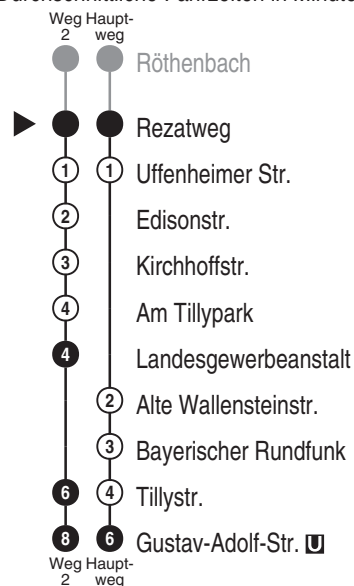 Durchschnittliche Fahrzeiten in Minuten
Weg Haupt-
2 weg
Röthenbach
Rezatweg
1 1 Uffenheimer Str.
2 Edisonstr.
3 Kirchhoffstr.
4 Am Tillypark
4 Landesgewerbeanstalt
2 Alte Wallensteinstr.
3 Bayerischer Rundfunk
6 4 Tillystr.
8 6 Gustav-Adolf-Str. U
Weg Haupt-
2 weg